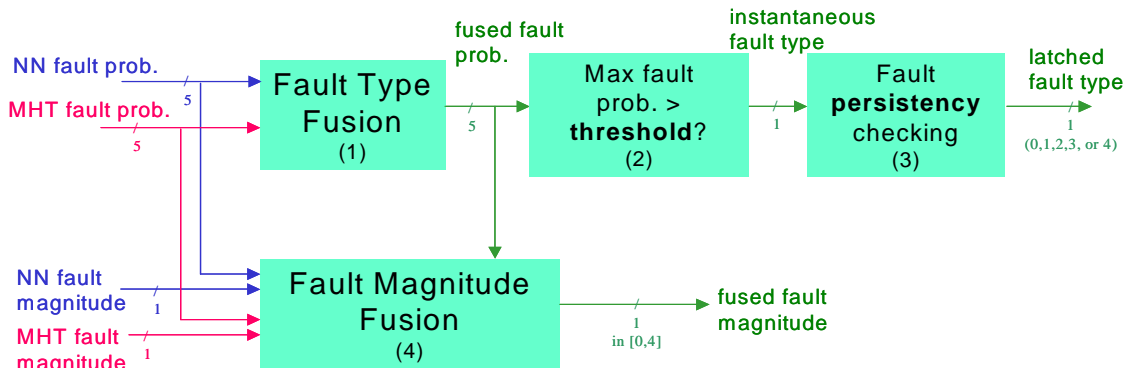 NN fault prob.
5
MHT fault prob.
5
Fault Type
Fusion
(1)
fused fault
prob.
5
Max fault
prob. >
threshold?
(2)
instantaneous
fault type
1
Fault
persistency
checking
(3)
latched
fault type
1
(0,1,2,3, or 4)
NN fault
magnitude
1
MHT fault
magnitude
1
Fault Magnitude
Fusion
(4)
1
in [0,4]
fused fault
magnitude